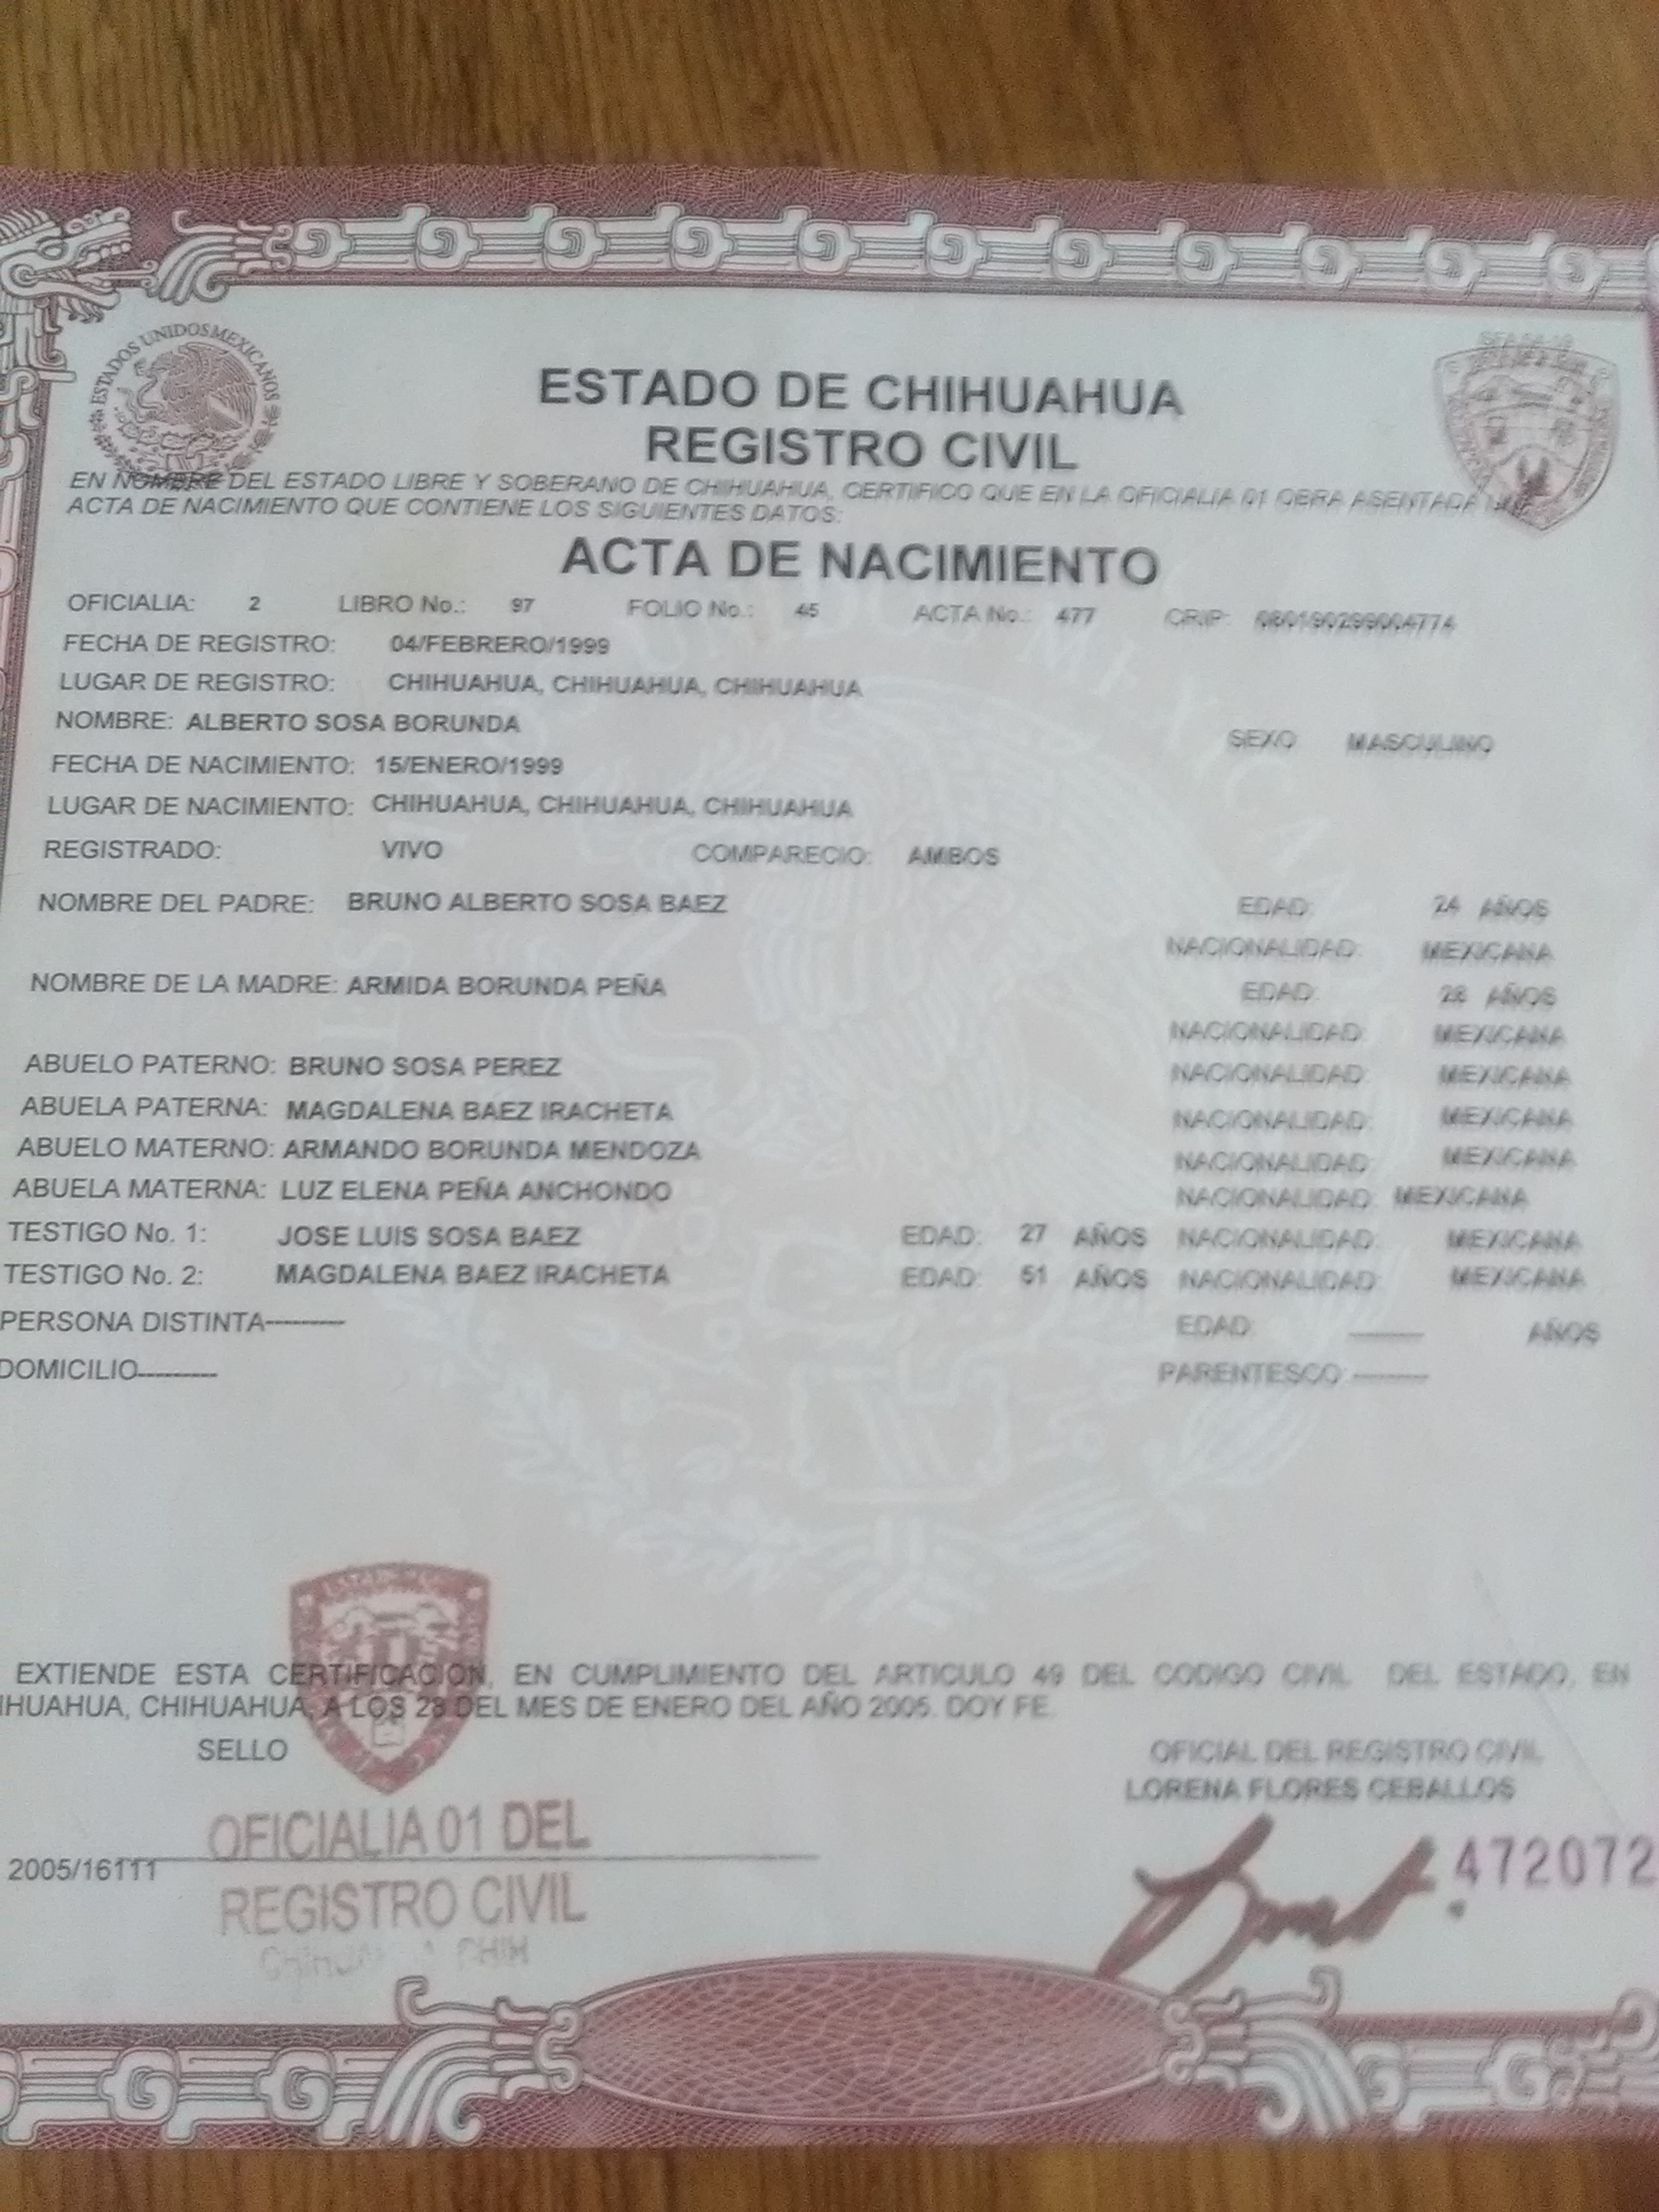 ESTADOS UNIDOS MEXICANOS
ESTADO DE CHIHUAHUA
REGISTRO CIVIL
EN NOMBRE DEL ESTADO LIBRE Y SOBERANO DE CHIHUAHUA, CERTIFICO QUE EN LA OFICIALIA 01 OBRA ASENTADA
ACTA DE NACIMIENTO QUE CONTIENE LOS SIGUIENTES DATOS:
ACTA DE NACIMIENTO
OFICIALIA: 2 LIBRO No.: 97 FOLIO No.: 45 ACTA No.: 477 CRIP: 080190299004774
FECHA DE REGISTRO: 04/FEBRERO/1999
LUGAR DE REGISTRO: CHIHUAHUA, CHIHUAHUA, CHIHUAHUA
NOMBRE: ALBERTO SOSA BORUNDA SEXO MASCULINO
FECHA DE NACIMIENTO: 15/ENERO/1999
LUGAR DE NACIMIENTO: CHIHUAHUA, CHIHUAHUA, CHIHUAHUA
REGISTRADO: VIVO COMPARECIO: AMBOS
NOMBRE DEL PADRE: BRUNO ALBERTO SOSA BAEZ EDAD: 24 AÑOS
NACIONALIDAD: MEXICANA
NOMBRE DE LA MADRE: ARMIDA BORUNDA PEÑA EDAD: AÑOS
NACIONALIDAD: MEXICANA
ABUELO PATERNO: BRUNO SOSA PEREZ NACIONALIDAD: MEXICANA
ABUELA PATERNA: MAGDALENA BAEZ IRACHETA NACIONALIDAD: MEXICANA
ABUELO MATERNO: ARMANDO BORUNDA MENDOZA NACIONALIDAD: MEXICANA
ABUELA MATERNA: LUZ ELENA PEÑA ANCHONDO NACIONALIDAD: MEXICANA
TESTIGO No. 1: JOSE LUIS SOSA BAEZ EDAD: 27 AÑOS NACIONALIDAD: MEXICANA
TESTIGO No. 2: MAGDALENA BAEZ IRACHETA EDAD: 51 AÑOS NACIONALIDAD: MEXICANA
PERSONA DISTINTA--------- EDAD: -------- AÑOS
DOMICILIO--------- PARENTESCO:---------
EXTIENDE ESTA CERTIFICACION, EN CUMPLIMIENTO DEL ARTICULO 49 DEL CODIGO CIVIL DEL ESTADO, EN
IHUAHUA, CHIHUAHUA, A LOS 28 DEL MES DE ENERO DEL AÑO 2005. DOY FE.
SELLO
OFICIAL DEL REGISTRO CIVIL
LORENA FLORES CEBALLOS
OFICIALIA 01 DEL
2005/16111
472072
REGISTRO CIVIL
CHIH